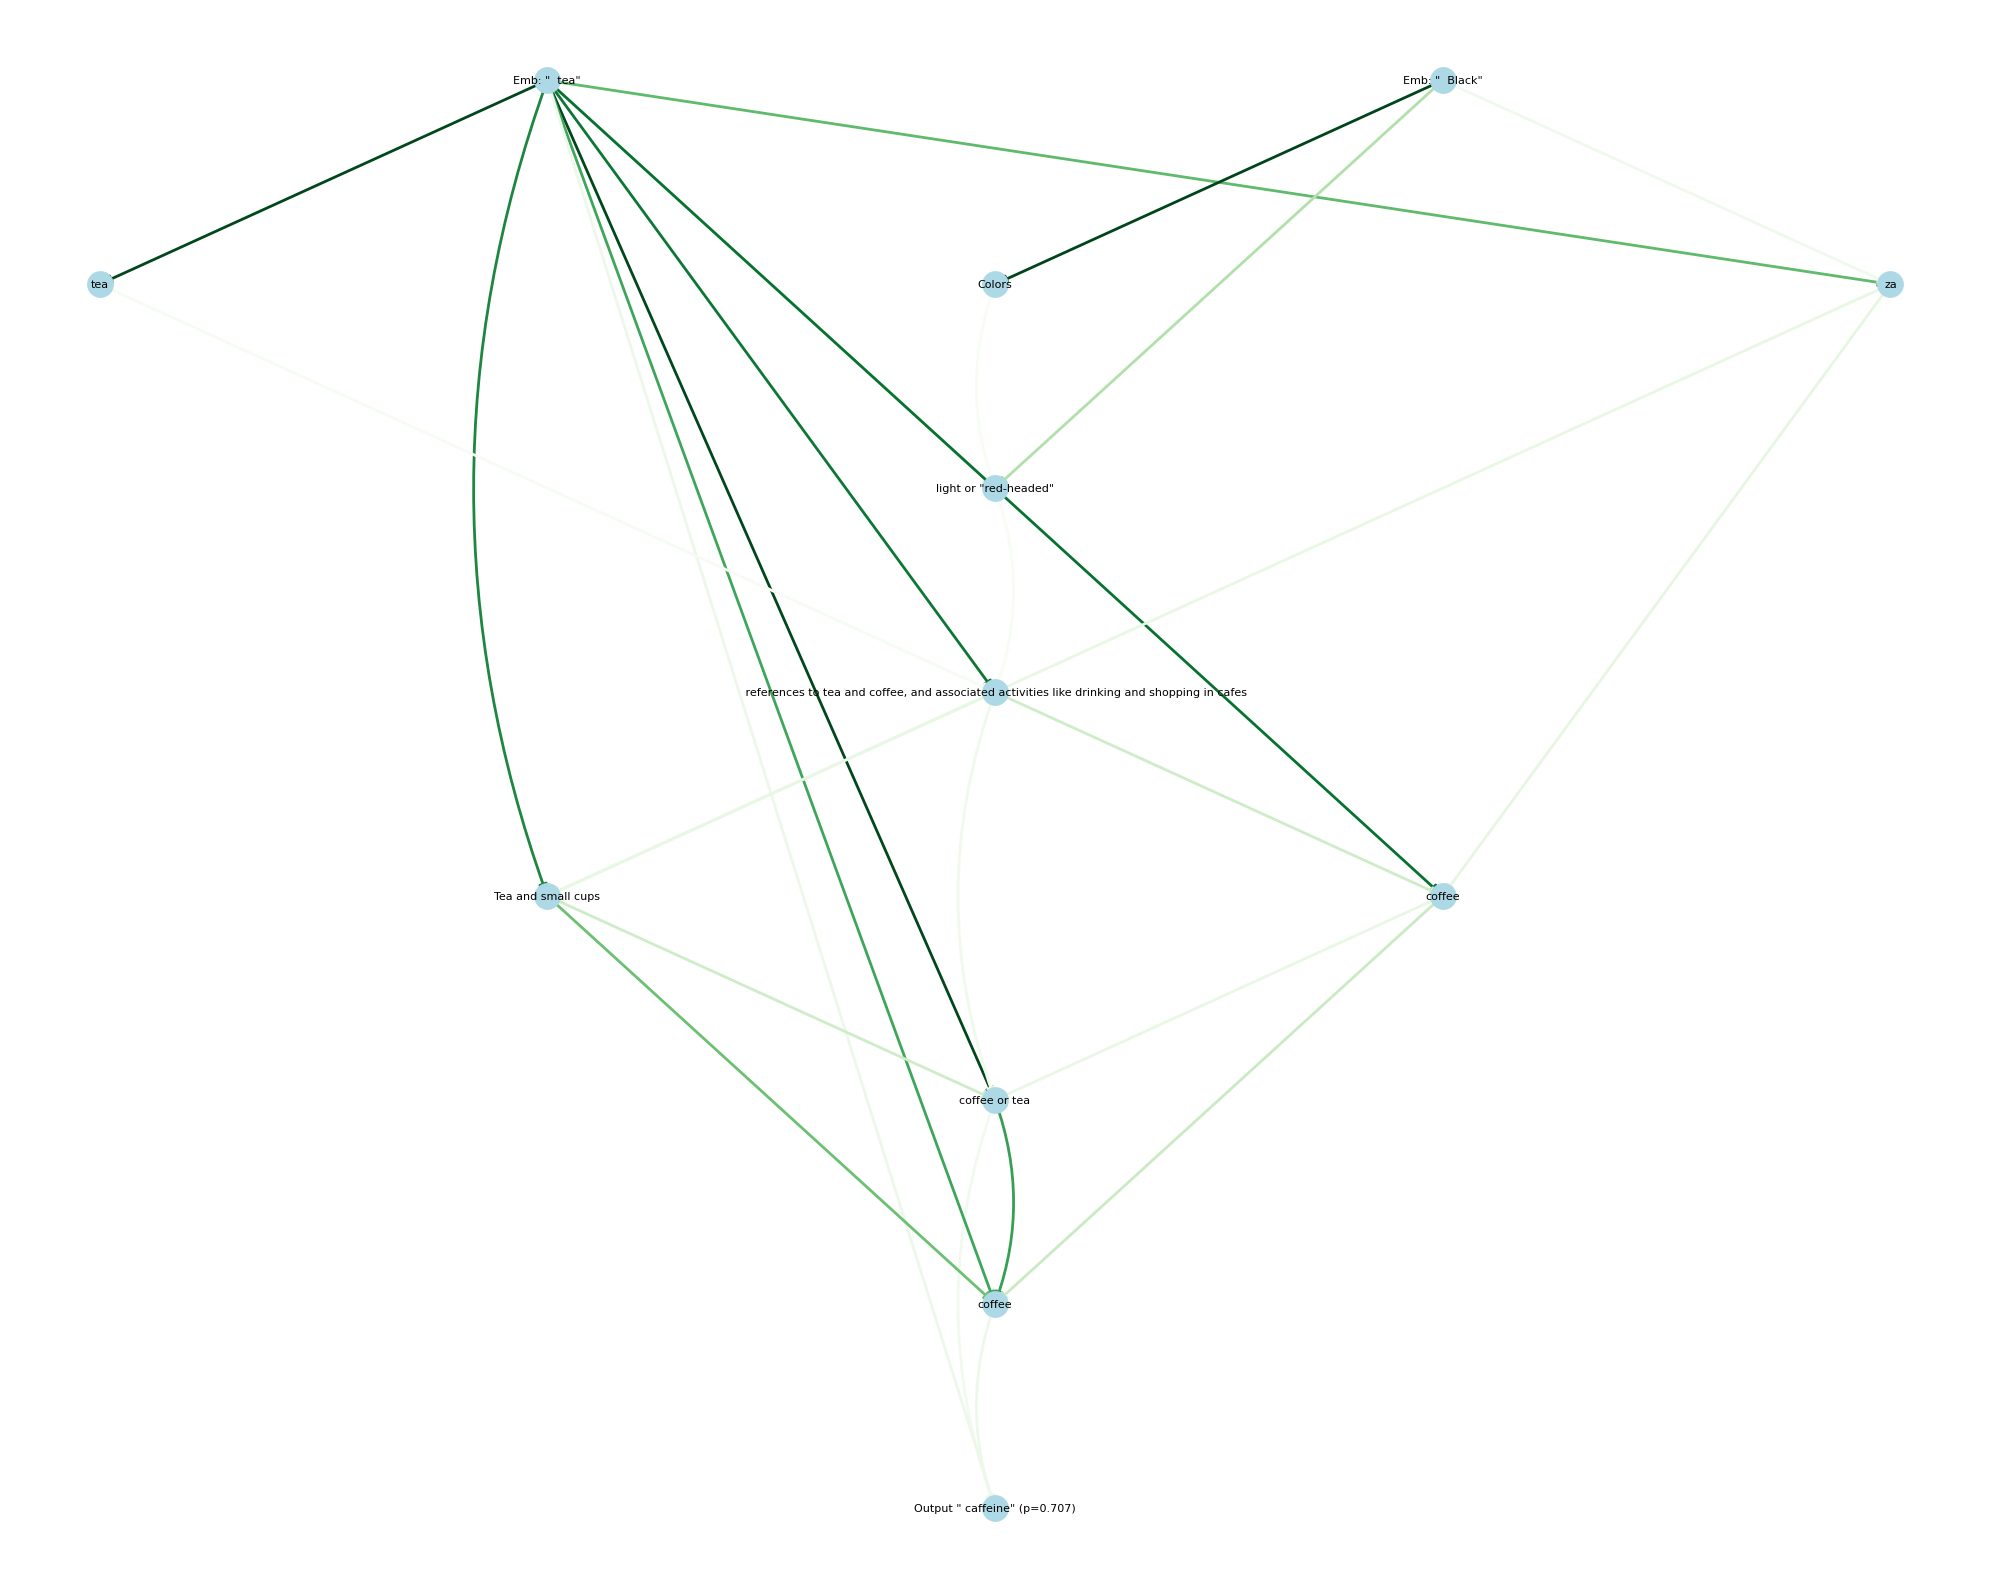 Emb: "  tea"
Emb: "  Black"
tea
Colors
za
light or "red-headed"
references to tea and coffee, and associated activities like drinking and shopping in cafes
Tea and small cups
coffee
coffee or tea
coffee
Output " caffeine" (p=0.707)